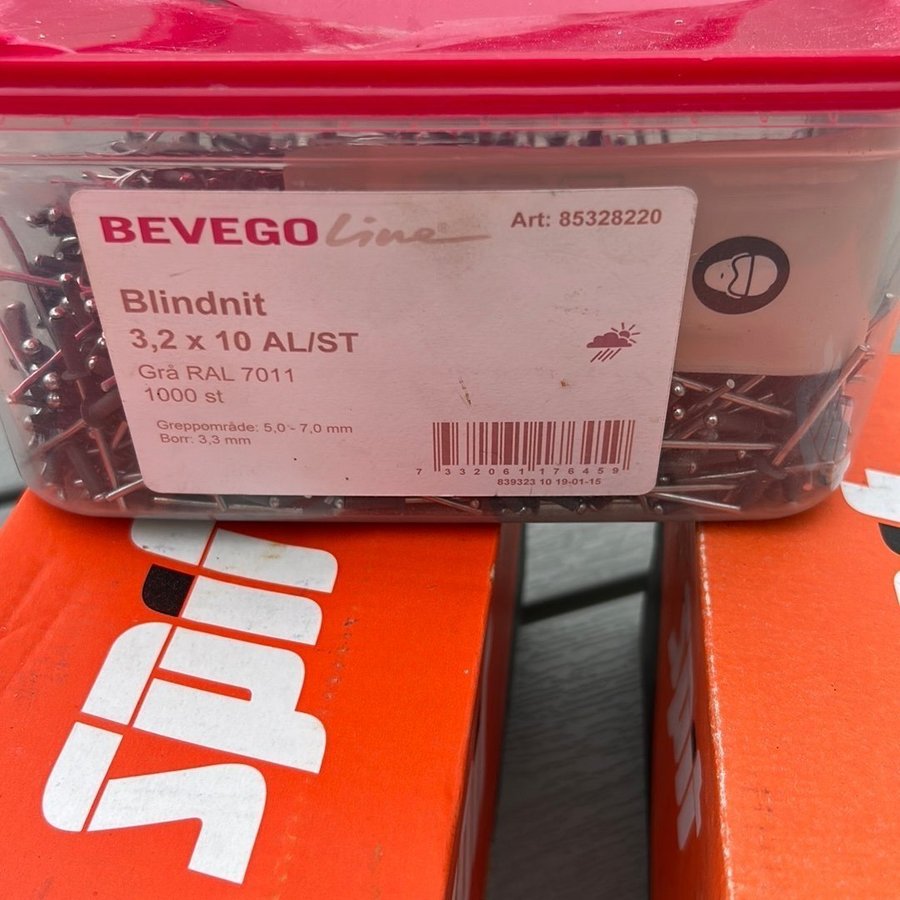 BEVEGO Line
Art: 85328220
Blindnit
3,2 x 10 AL/ST
Grå RAL 7011
1000 st
Greppområde: 5,0 - 7,0 mm
Borr: 3,3 mm
7 332061 176459
839323 10 19-01-15
spit
spit